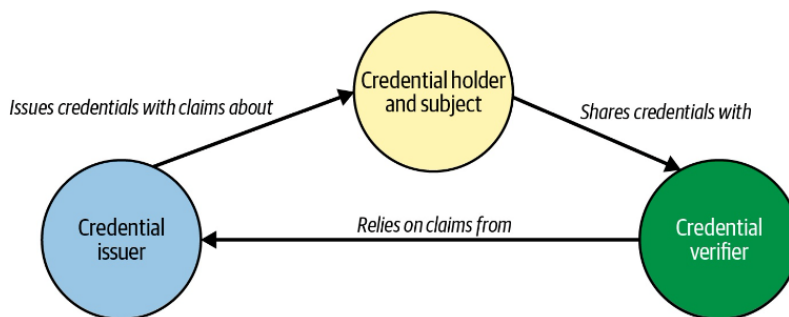 Credential holder
and subject
Issues credentials with claims about
Shares credentials with
Relies on claims from
Credential
issuer
Credential
verifier